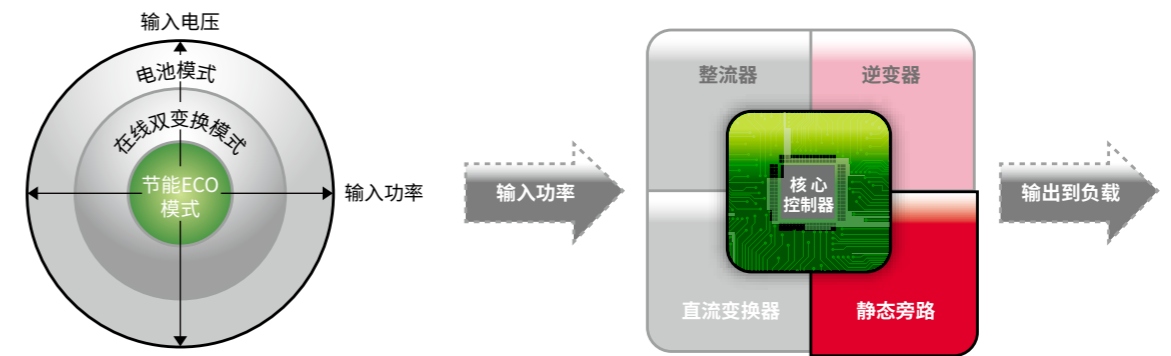 输入电压
电池模式
在线双变换模式
节能ECO
模式
输入功率
输入功率
整流器
逆变器
核心
控制器
直流变换器
静态旁路
输出到负载